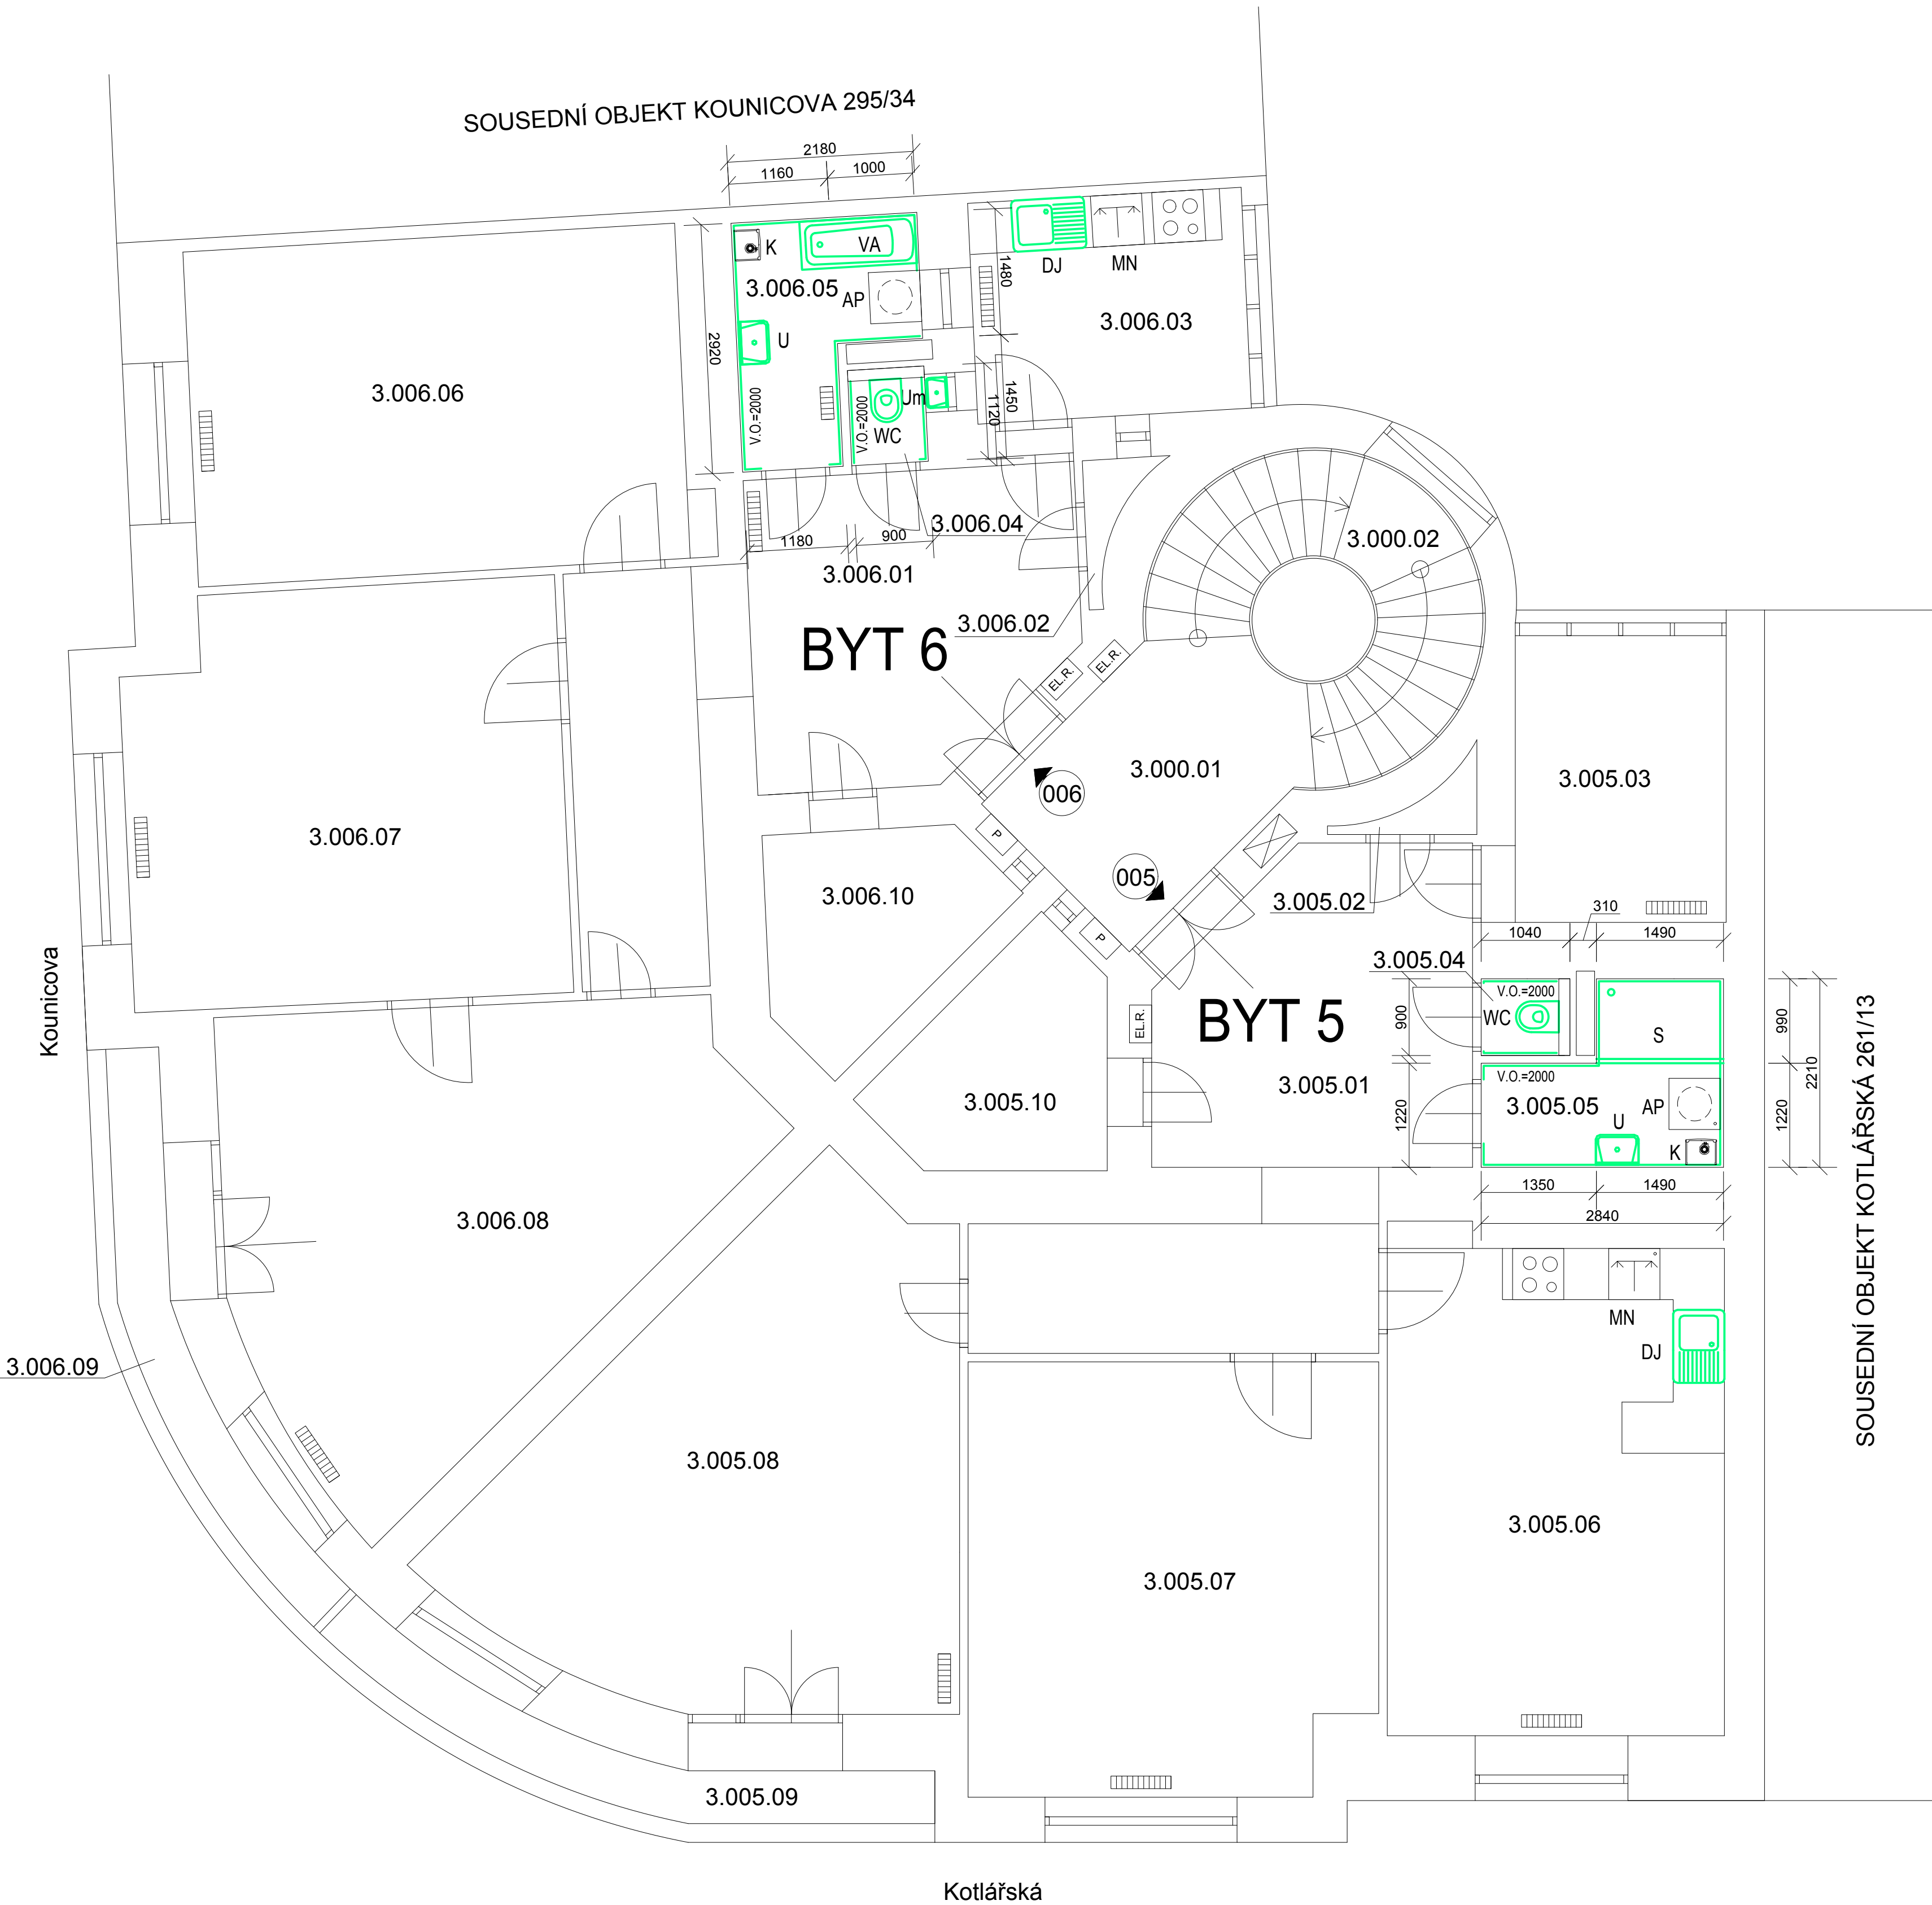 SOUSEDNÍ OBJEKT KOUNICOVA 295/34
2180
1160
1000
K
VA
3.006.05
AP
U
2920
V.O.=2000
V.O.=2000
Um
WC
DJ
MN
1480
3.006.03
1450
1120
3.006.06
3.006.04
1180
900
3.006.01
3.006.02
3.000.02
BYT 6
EL.R.
EL.R.
3.000.01
006
3.005.03
3.006.07
P
3.006.10
005
3.005.02
310
1040
1490
P
3.005.04
Kounicova
V.O.=2000
WC
S
900
990
2210
EL.R.
BYT 5
3.005.01
V.O.=2000
3.005.05
AP
U
K
1220
1220
3.005.10
1350
1490
2840
SOUSEDNÍ OBJEKT KOTLÁŘSKÁ 261/13
3.006.08
MN
DJ
3.006.09
3.005.08
3.005.06
3.005.07
3.005.09
Kotlářská